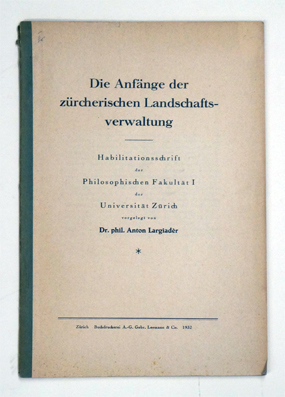 Die Anfänge der
zürcherischen Landschafts-
verwaltung
Habilitationsschrift
der
Philosophischen Fakultät I
der
Universität Zürich
vorgelegt von
Dr. phil. Anton Largiadèr
*
Zürich Buchdruckerei A.-G. Gebr. Leemann & Co. 1932